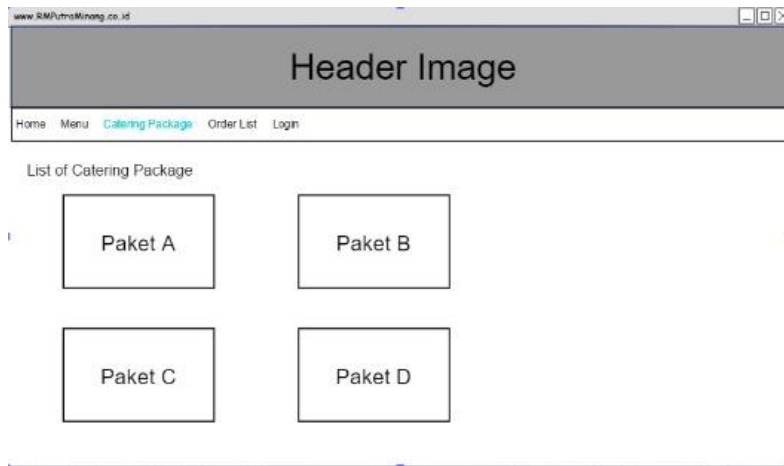 www.RMPutraMinang.co.id
Header Image
Home Menu Catering Package Order List Login
List of Catering Package
Paket A Paket B
Paket C Paket D